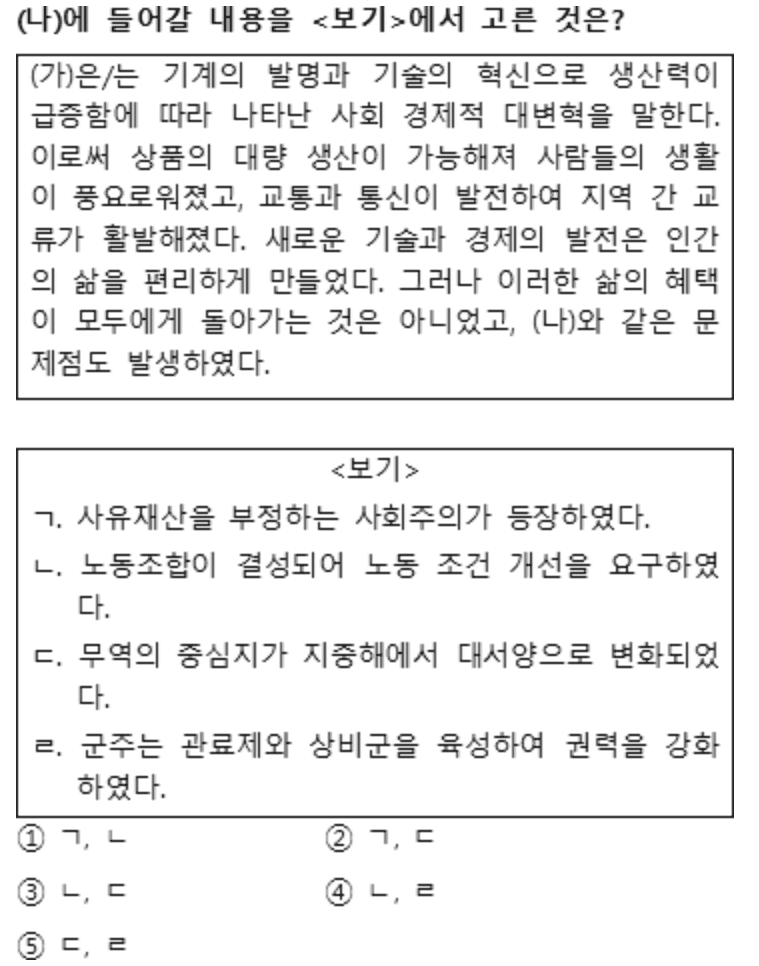 (나)에 들어갈 내용을 <보기>에서 고른 것은?
(가)은/는 기계의 발명과 기술의 혁신으로 생산력이
급증함에 따라 나타난 사회 경제적 대변혁을 말한다.
이로써 상품의 대량 생산이 가능해져 사람들의 생활
이 풍요로워졌고, 교통과 통신이 발전하여 지역 간 교
류가 활발해졌다. 새로운 기술과 경제의 발전은 인간
의 삶을 편리하게 만들었다. 그러나 이러한 삶의 혜택
이 모두에게 돌아가는 것은 아니었고, (나)와 같은 문
제점도 발생하였다.
<보기>
ㄱ. 사유재산을 부정하는 사회주의가 등장하였다.
ㄴ. 노동조합이 결성되어 노동 조건 개선을 요구하였
다.
ㄷ. 무역의 중심지가 지중해에서 대서양으로 변화되었
다.
ㄹ. 군주는 관료제와 상비군을 육성하여 권력을 강화
하였다.
① ㄱ, ㄴ ② ㄱ, ㄷ
③ ㄴ, ㄷ ④ ㄴ, ㄹ
⑤ ㄷ, ㄹ